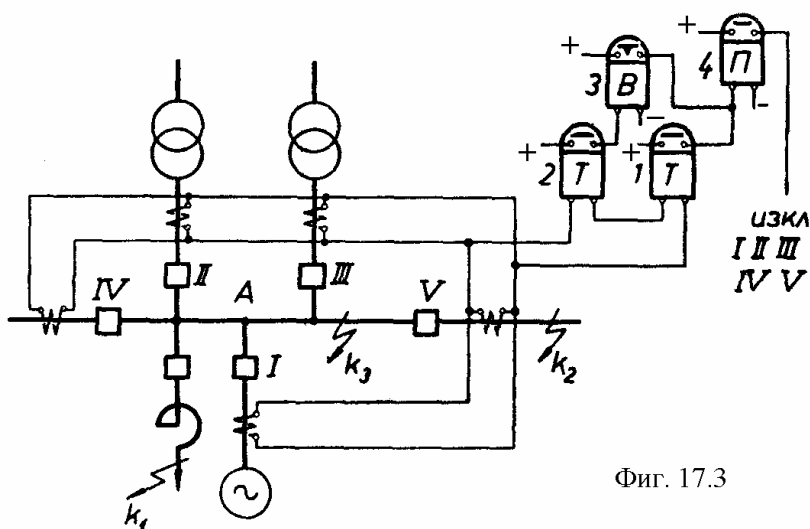 +
3 В
+
4 П
-
-
+
2 Т
+
1 Т
изкл
I II III
IV V
II
III
IV
A
V
I
k₃
k₂
k₁
~
Фиг. 17.3